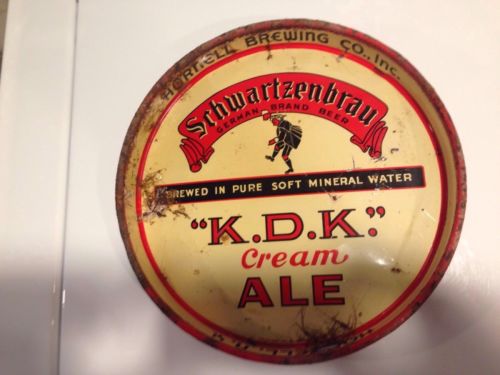 HORNELL BREWING CO., Inc.
Schwartzenbrau
GERMAN BRAND BEER
BREWED IN PURE SOFT MINERAL WATER
"K.D.K."
Cream
ALE